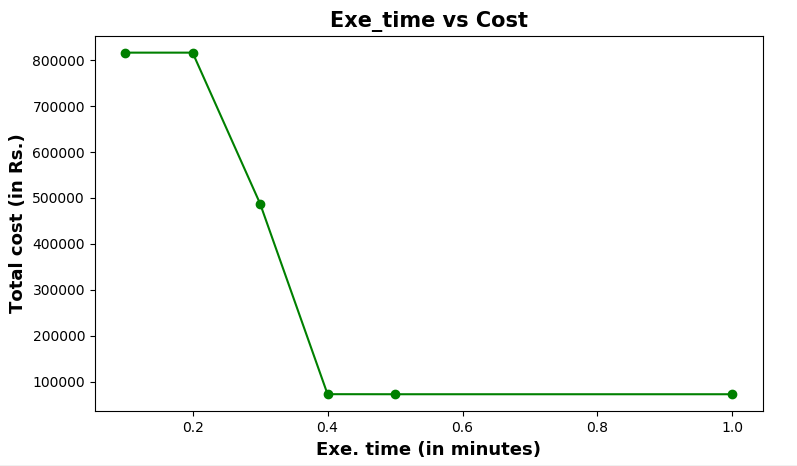 Exe_time vs Cost
Total cost (in Rs.)
800000
700000
600000
500000
400000
300000
200000
100000
0.2 0.4 0.6 0.8 1.0
Exe. time (in minutes)